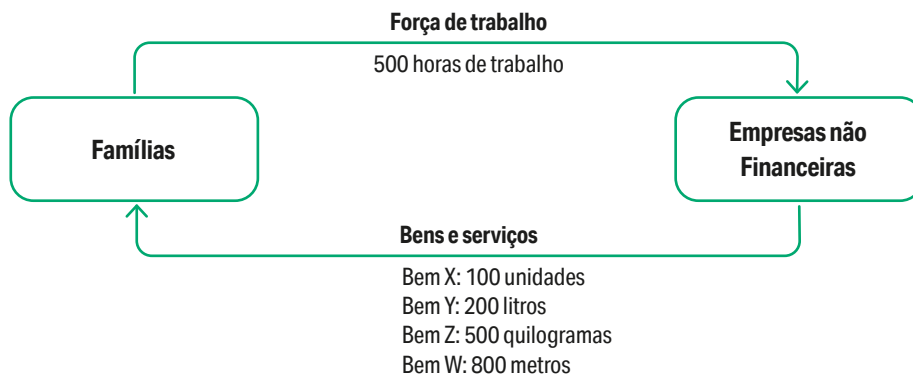 Força de trabalho
500 horas de trabalho
Famílias
Empresas não
Financeiras
Bens e serviços
Bem X: 100 unidades
Bem Y: 200 litros
Bem Z: 500 quilogramas
Bem W: 800 metros